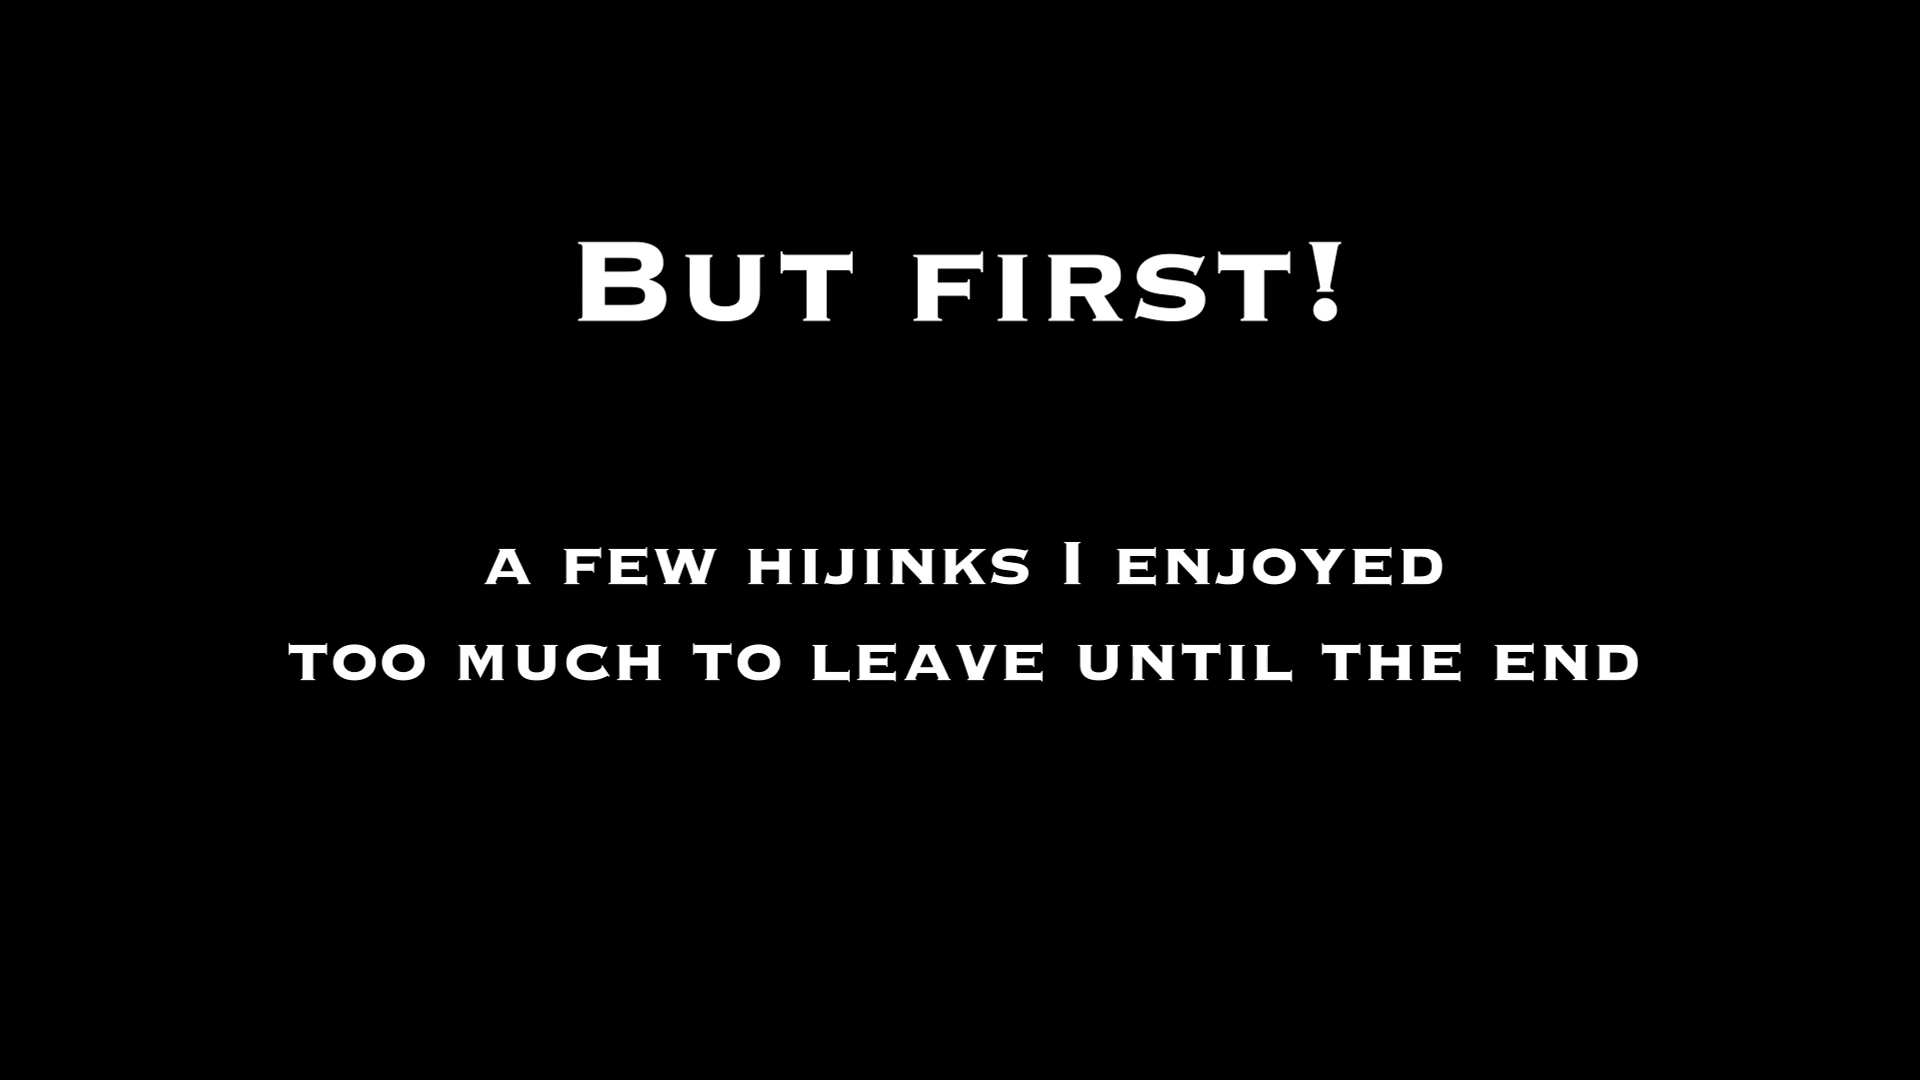 But first!
a few hijinks I enjoyed
too much to leave until the end